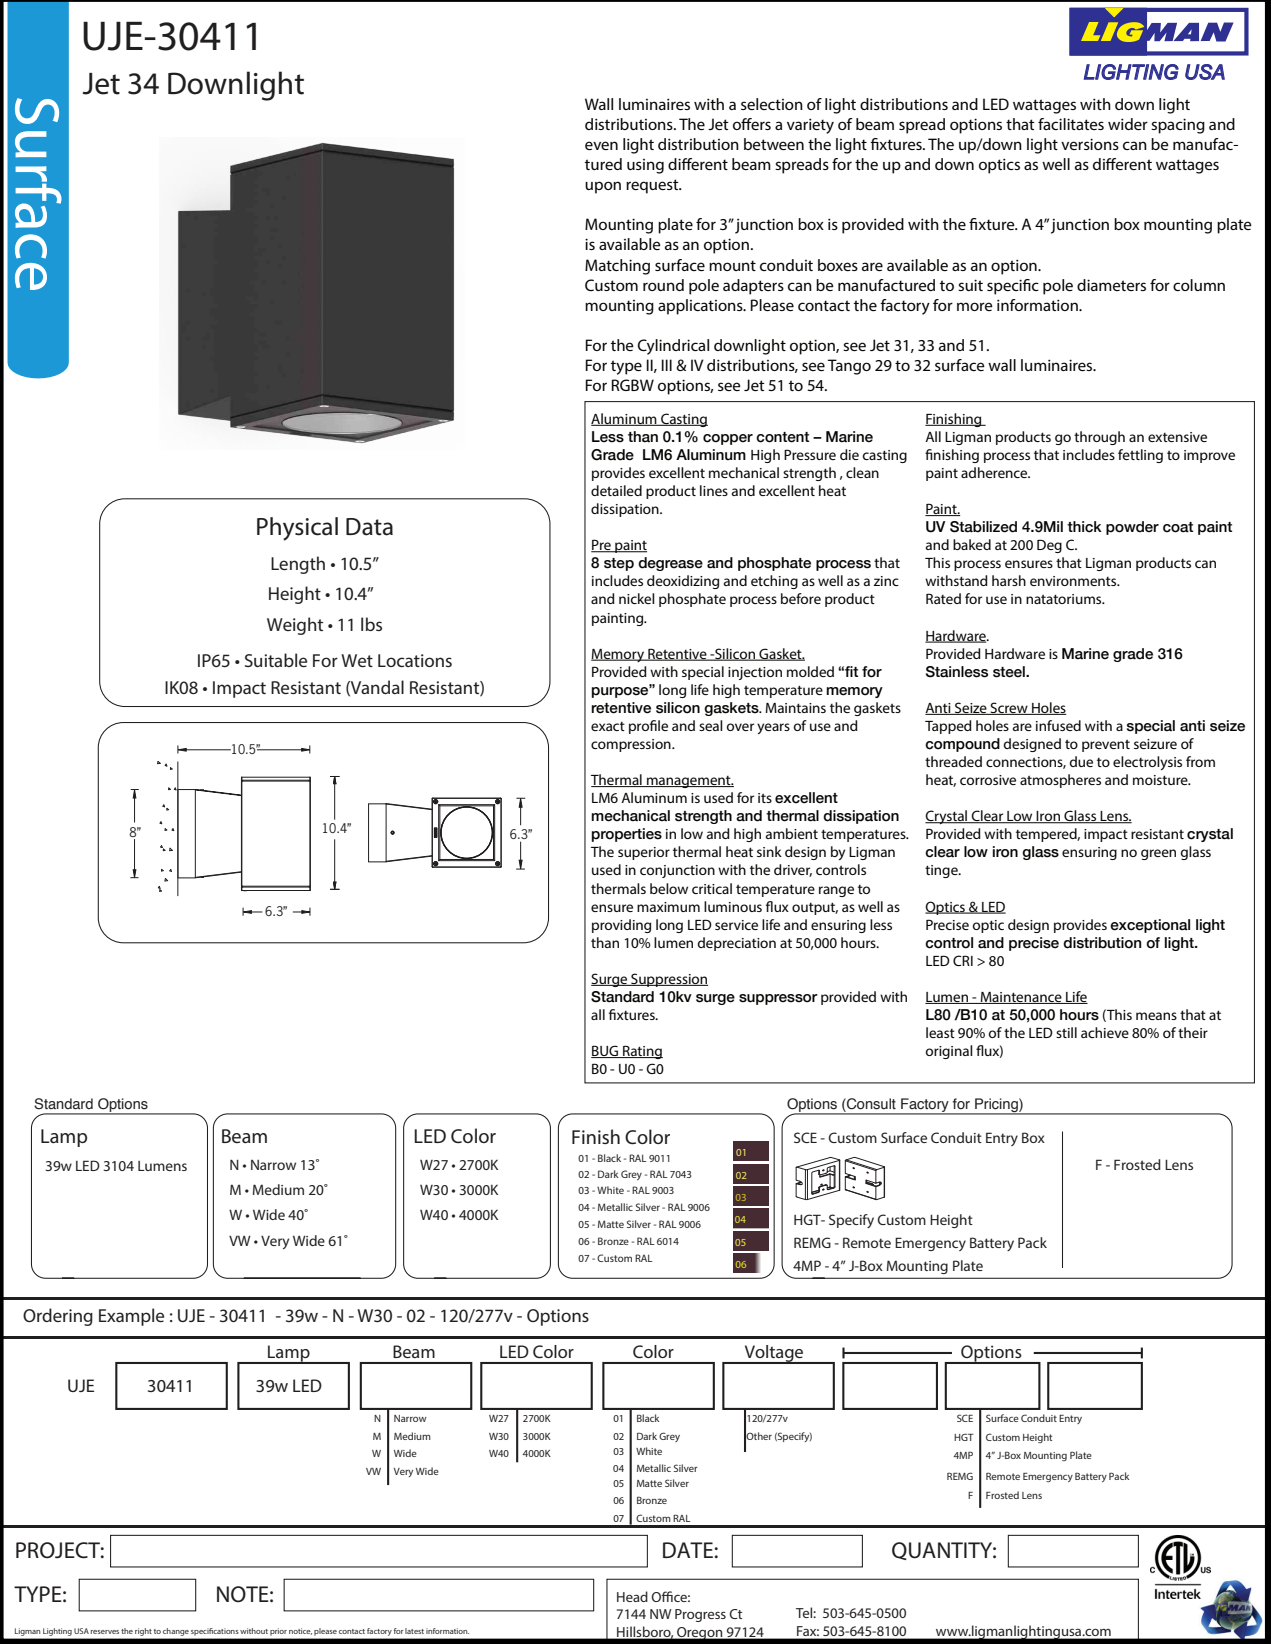 UJE-30411
Jet 34 Downlight
Surface
LIGMAN
LIGHTING USA
Wall luminaires with a selection of light distributions and LED wattages with down light
distributions. The Jet offers a variety of beam spread options that facilitates wider spacing and
even light distribution between the light fixtures. The up/down light versions can be manufac-
tured using different beam spreads for the up and down optics as well as different wattages
upon request.
Mounting plate for 3” junction box is provided with the fixture. A 4” junction box mounting plate
is available as an option.
Matching surface mount conduit boxes are available as an option.
Custom round pole adapters can be manufactured to suit specific pole diameters for column
mounting applications. Please contact the factory for more information.
For the Cylindrical downlight option, see Jet 31, 33 and 51.
For type II, III & IV distributions, see Tango 29 to 32 surface wall luminaires.
For RGBW options, see Jet 51 to 54.
Physical Data
Length • 10.5”
Height • 10.4”
Weight • 11 lbs
IP65 • Suitable For Wet Locations
IK08 • Impact Resistant (Vandal Resistant)
10.5”
8”
10.4”
6.3”
6.3”
Aluminum Casting
Less than 0.1% copper content – Marine
Grade LM6 Aluminum High Pressure die casting
provides excellent mechanical strength , clean
detailed product lines and excellent heat
dissipation.
Pre paint
8 step degrease and phosphate process that
includes deoxidizing and etching as well as a zinc
and nickel phosphate process before product
painting.
Memory Retentive -Silicon Gasket.
Provided with special injection molded “fit for
purpose” long life high temperature memory
retentive silicon gaskets. Maintains the gaskets
exact profile and seal over years of use and
compression.
Thermal management.
LM6 Aluminum is used for its excellent
mechanical strength and thermal dissipation
properties in low and high ambient temperatures.
The superior thermal heat sink design by Ligman
used in conjunction with the driver, controls
thermals below critical temperature range to
ensure maximum luminous flux output, as well as
providing long LED service life and ensuring less
than 10% lumen depreciation at 50,000 hours.
Surge Suppression
Standard 10kv surge suppressor provided with
all fixtures.
BUG Rating
B0 - U0 - G0
Finishing
All Ligman products go through an extensive
finishing process that includes fettling to improve
paint adherence.
Paint.
UV Stabilized 4.9Mil thick powder coat paint
and baked at 200 Deg C.
This process ensures that Ligman products can
withstand harsh environments.
Rated for use in natatoriums.
Hardware.
Provided Hardware is Marine grade 316
Stainless steel.
Anti Seize Screw Holes
Tapped holes are infused with a special anti seize
compound designed to prevent seizure of
threaded connections, due to electrolysis from
heat, corrosive atmospheres and moisture.
Crystal Clear Low Iron Glass Lens.
Provided with tempered, impact resistant crystal
clear low iron glass ensuring no green glass
tinge.
Optics & LED
Precise optic design provides exceptional light
control and precise distribution of light.
LED CRI > 80
Lumen - Maintenance Life
L80 /B10 at 50,000 hours (This means that at
least 90% of the LED still achieve 80% of their
original flux)
Standard Options
Lamp
39w LED 3104 Lumens
Beam
N • Narrow 13˚
M • Medium 20˚
W • Wide 40˚
VW • Very Wide 61˚
LED Color
W27 • 2700K
W30 • 3000K
W40 • 4000K
Finish Color
01 - Black - RAL 9011
02 - Dark Grey - RAL 7043
03 - White - RAL 9003
04 - Metallic Silver - RAL 9006
05 - Matte Silver - RAL 9006
06 - Bronze - RAL 6014
07 - Custom RAL
01
02
03
04
05
06
Options (Consult Factory for Pricing)
SCE - Custom Surface Conduit Entry Box
HGT- Specify Custom Height
REMG - Remote Emergency Battery Pack
4MP - 4” J-Box Mounting Plate
F - Frosted Lens
Ordering Example : UJE - 30411 - 39w - N - W30 - 02 - 120/277v - Options
Lamp Beam LED Color Color Voltage Options
UJE 30411 39w LED
N Narrow
M Medium
W Wide
VW Very Wide
W27 2700K
W30 3000K
W40 4000K
01 Black
02 Dark Grey
03 White
04 Metallic Silver
05 Matte Silver
06 Bronze
07 Custom RAL
120/277v
Other (Specify)
SCE Surface Conduit Entry
HGT Custom Height
4MP 4” J-Box Mounting Plate
REMG Remote Emergency Battery Pack
F Frosted Lens
PROJECT: DATE: QUANTITY:
TYPE: NOTE:
Head Office:
7144 NW Progress Ct Tel: 503-645-0500
Hillsboro, Oregon 97124 Fax: 503-645-8100 www.ligmanlightingusa.com
Ligman Lighting USA reserves the right to change specifications without prior notice, please contact factory for latest information.
ETL
LISTED
C US
Intertek
LIGMAN